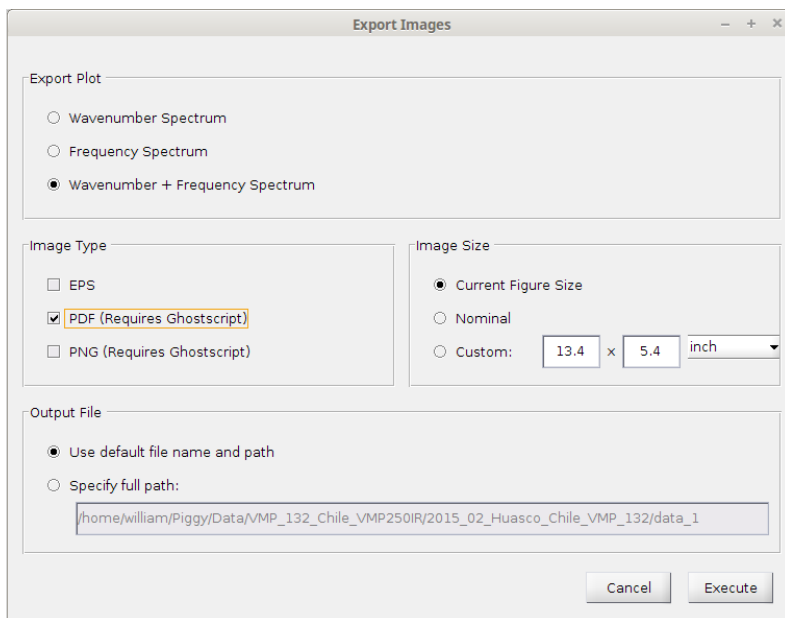 Export Images
Export Plot
Wavenumber Spectrum
Frequency Spectrum
Wavenumber + Frequency Spectrum
Image Type
EPS
PDF (Requires Ghostscript)
PNG (Requires Ghostscript)
Image Size
Current Figure Size
Nominal
Custom: 13.4 x 5.4 inch
Output File
Use default file name and path
Specify full path:
/home/william/Piggy/Data/VMP_132_Chile_VMP250IR/2015_02_Huasco_Chile_VMP_132/data_1
Cancel Execute